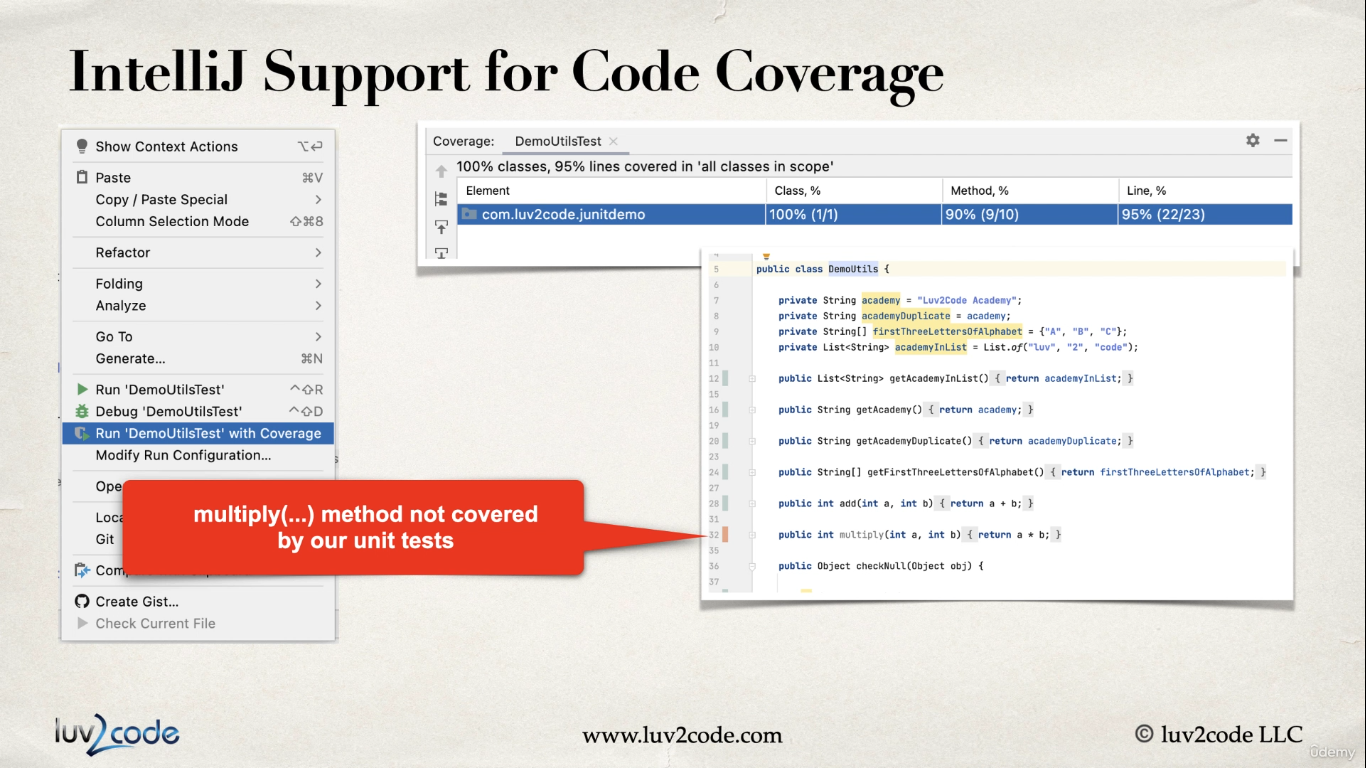 IntelliJ Support for Code Coverage
Show Context Actions ⌥⏎
Paste ⌘V
Copy / Paste Special
Column Selection Mode ⇧⌘8
Refactor
Folding
Analyze
Go To
Generate... ⌘N
Run 'DemoUtilsTest' ^⇧R
Debug 'DemoUtilsTest' ^⇧D
Run 'DemoUtilsTest' with Coverage
Modify Run Configuration...
Git
Create Gist...
Check Current File
multiply(...) method not covered
by our unit tests
Coverage: DemoUtilsTest
100% classes, 95% lines covered in 'all classes in scope'
Element Class, % Method, % Line, %
com.luv2code.junitdemo 100% (1/1) 90% (9/10) 95% (22/23)
5 public class DemoUtils {
6
7 private String academy = "Luv2Code Academy";
8 private String academyDuplicate = academy;
9 private String[] firstThreeLettersOfAlphabet = {"A", "B", "C"};
10 private List<String> academyInList = List.of("luv", "2", "code");
11
12 public List<String> getAcademyInList() { return academyInList; }
15
16 public String getAcademy() { return academy; }
19
20 public String getAcademyDuplicate() { return academyDuplicate; }
23
24 public String[] getFirstThreeLettersOfAlphabet() { return firstThreeLettersOfAlphabet; }
27
28 public int add(int a, int b) { return a + b; }
31
32 public int multiply(int a, int b) { return a * b; }
35
36 public Object checkNull(Object obj) {
37
luv2code
www.luv2code.com
© luv2code LLC
ûdemy